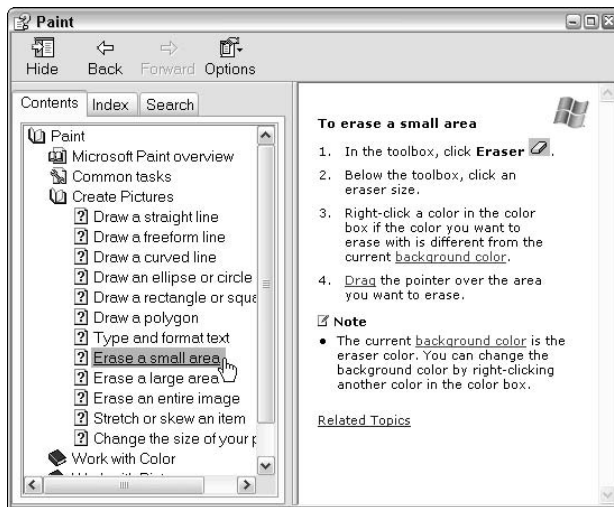 Paint
Hide Back Forward Options
Contents Index Search
Paint
Microsoft Paint overview
Common tasks
Create Pictures
Draw a straight line
Draw a freeform line
Draw a curved line
Draw an ellipse or circle
Draw a rectangle or squa
Draw a polygon
Type and format text
Erase a small area
Erase a large area
Erase an entire image
Stretch or skew an item
Change the size of your p
Work with Color
To erase a small area
1. In the toolbox, click Eraser .
2. Below the toolbox, click an
eraser size.
3. Right-click a color in the color
box if the color you want to
erase with is different from the
current background color.
4. Drag the pointer over the area
you want to erase.
Note
• The current background color is the
eraser color. You can change the
background color by right-clicking
another color in the color box.
Related Topics